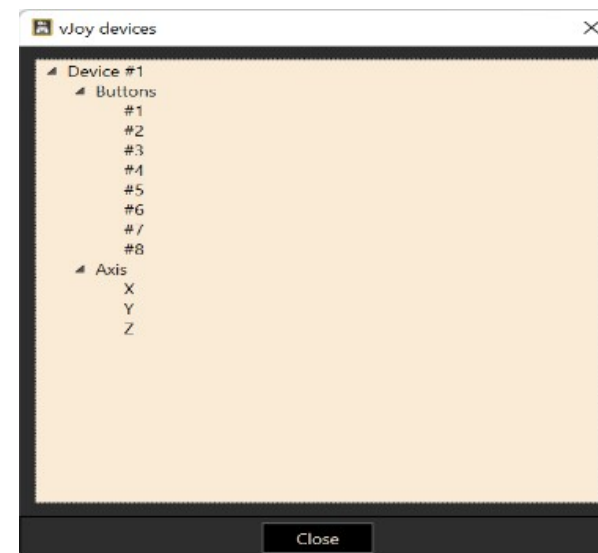 vJoy devices
Device #1
Buttons
#1
#2
#3
#4
#5
#6
#7
#8
Axis
X
Y
Z
Close